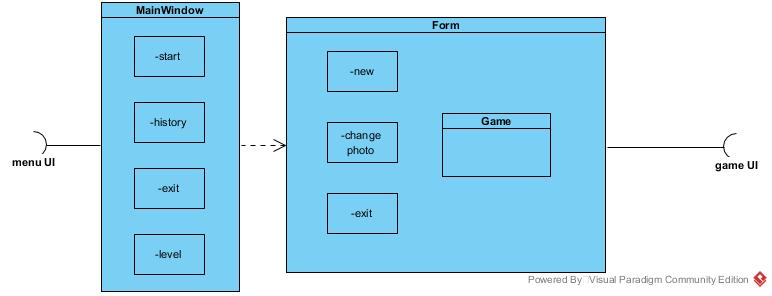 MainWindow
-start
-history
-exit
-level
menu UI
Form
-new
-change
photo
-exit
Game
game UI
Powered By Visual Paradigm Community Edition